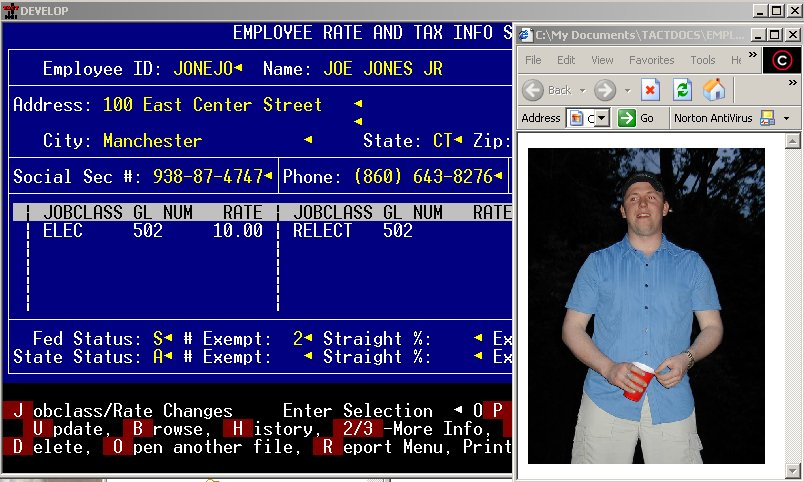 DEVELOP
EMPLOYEE RATE AND TAX INFO S
Employee ID: JONEJO Name: JOE JONES JR
Address: 100 East Center Street
City: Manchester State: CT Zip:
Social Sec #: 938-87-4747 Phone: (860) 643-8276
JOBCLASS GL NUM RATE JOBCLASS GL NUM RATE
ELEC 502 10.00 RELECT 502
Fed Status: S # Exempt: 2 Straight %: Ex
State Status: A # Exempt: Straight %: Ex
Jobclass/Rate Changes Enter Selection O P
Update, Browse, History, 2/3 -More Info,
Delete, Open another file, Report Menu, Print
C:\My Documents\TACTDOCS\EMPL...
File Edit View Favorites Tools He »
Back »
Address C Go Norton AntiVirus